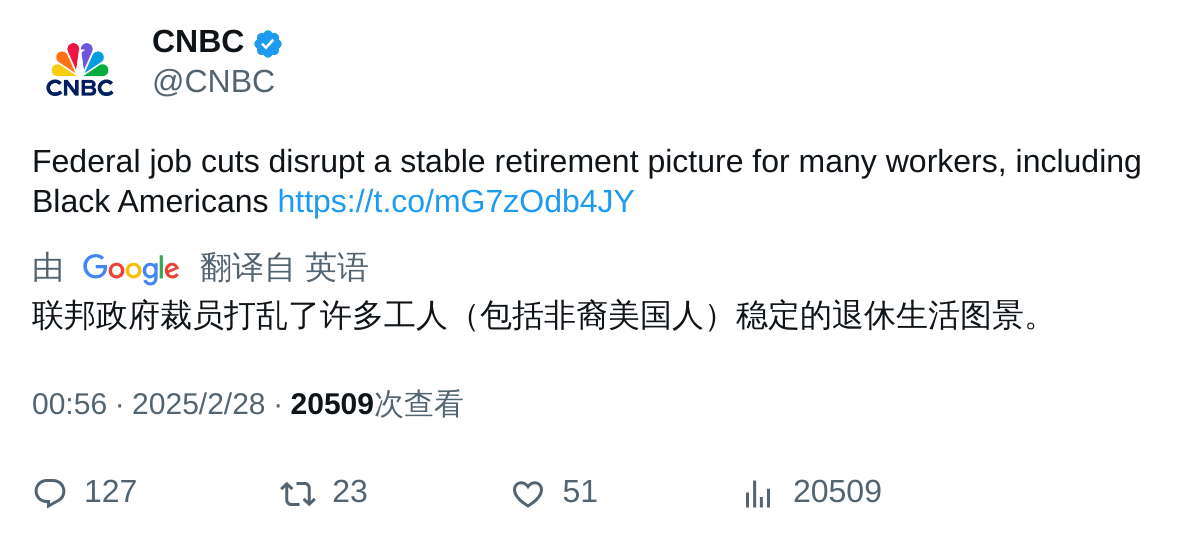 CNBC
CNBC
@CNBC
Federal job cuts disrupt a stable retirement picture for many workers, including
Black Americans https://t.co/mG7zOdb4JY
由 Google 翻译自 英语
联邦政府裁员打乱了许多工人（包括非裔美国人）稳定的退休生活图景。
00:56 · 2025/2/28 · 20509次查看
127 23 51 20509